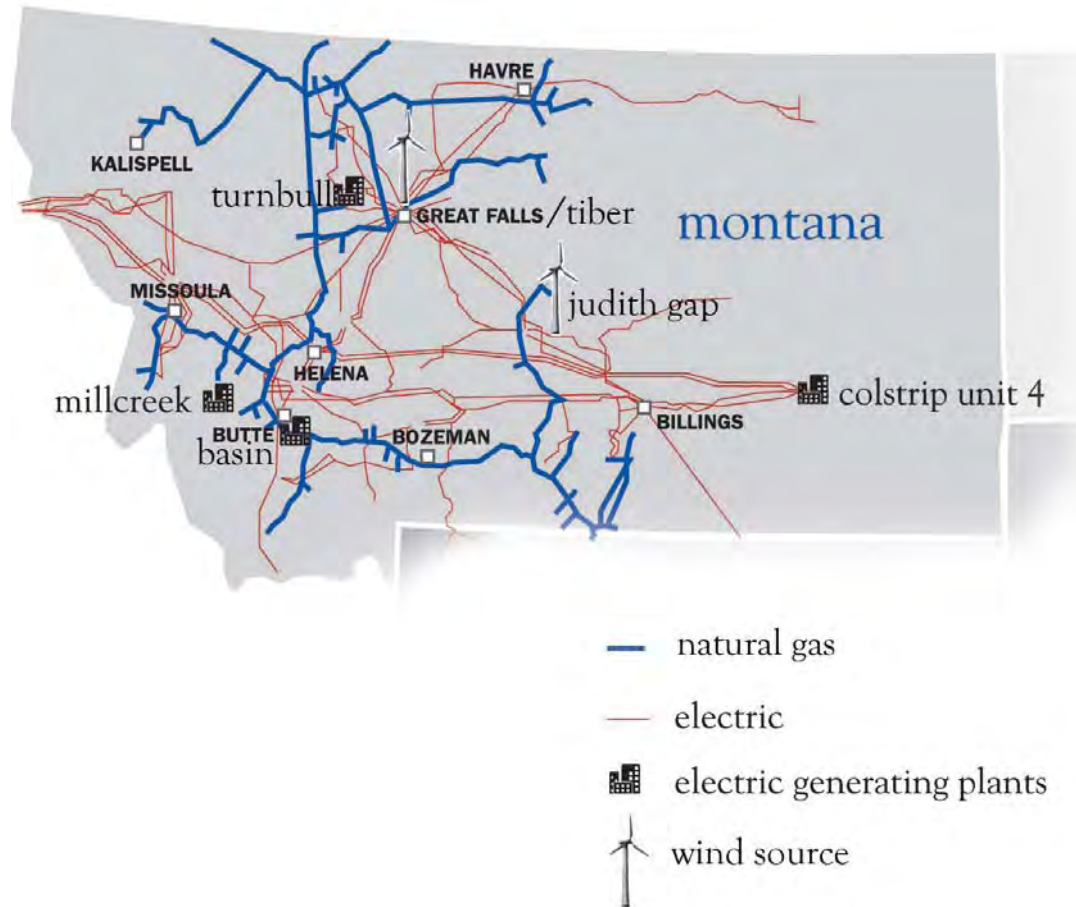 HAVRE
KALISPELL
turnbull
GREAT FALLS/tiber
montana
MISSOULA
judith gap
HELENA
millcreek
colstrip unit 4
BUTTE
BOZEMAN
BILLINGS
basin
natural gas
electric
electric generating plants
wind source